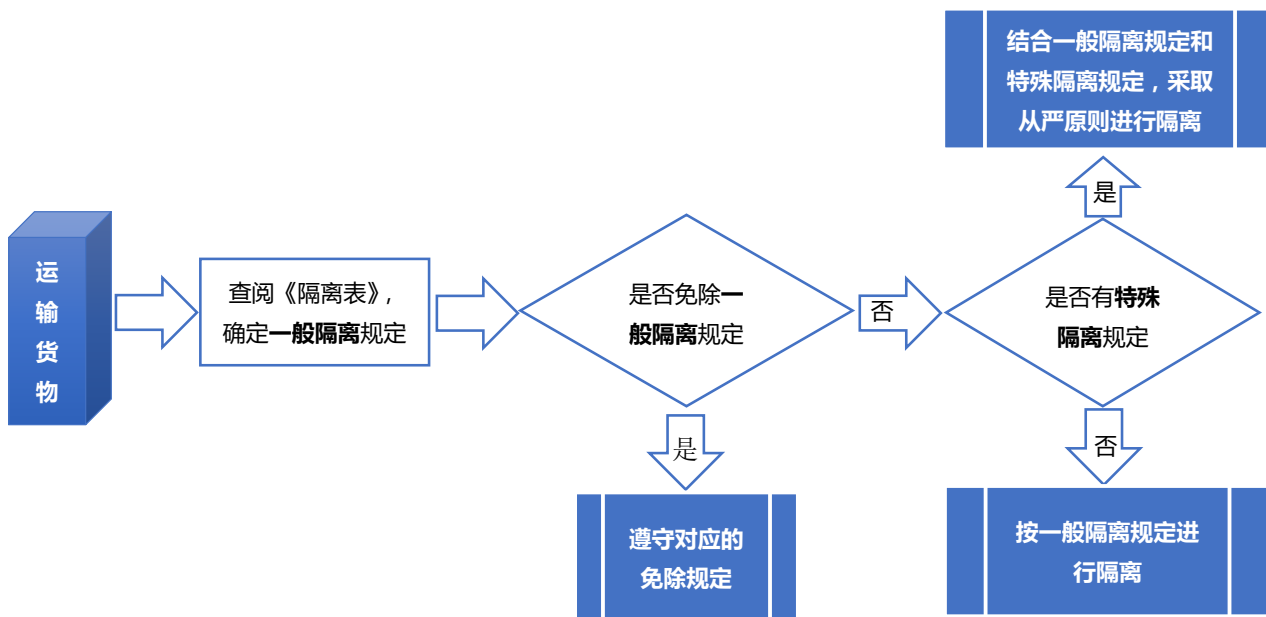 运
输
货
物
查阅《隔离表》,
确定一般隔离规定
是否免除一
般隔离规定
是
遵守对应的
免除规定
否
是否有特殊
隔离规定
是
结合一般隔离规定和
特殊隔离规定，采取
从严原则进行隔离
否
按一般隔离规定进
行隔离